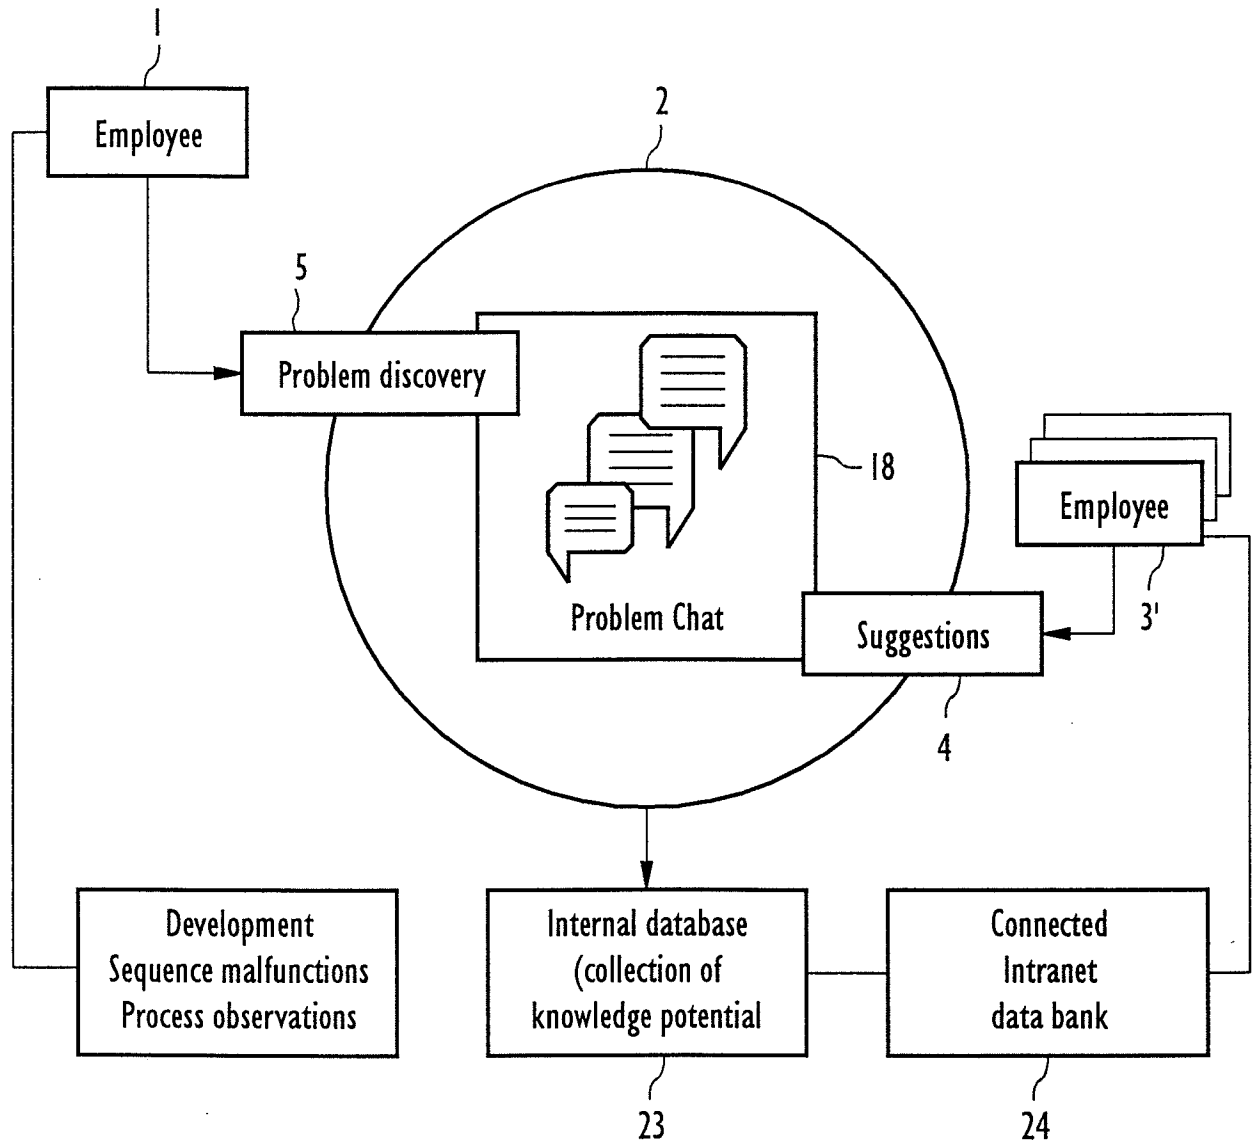 1
Employee
2
5
Problem discovery
18
Employee
3'
Problem Chat
Suggestions
4
Development
Sequence malfunctions
Process observations
Internal database
(collection of
knowledge potential
Connected
Intranet
data bank
23
24